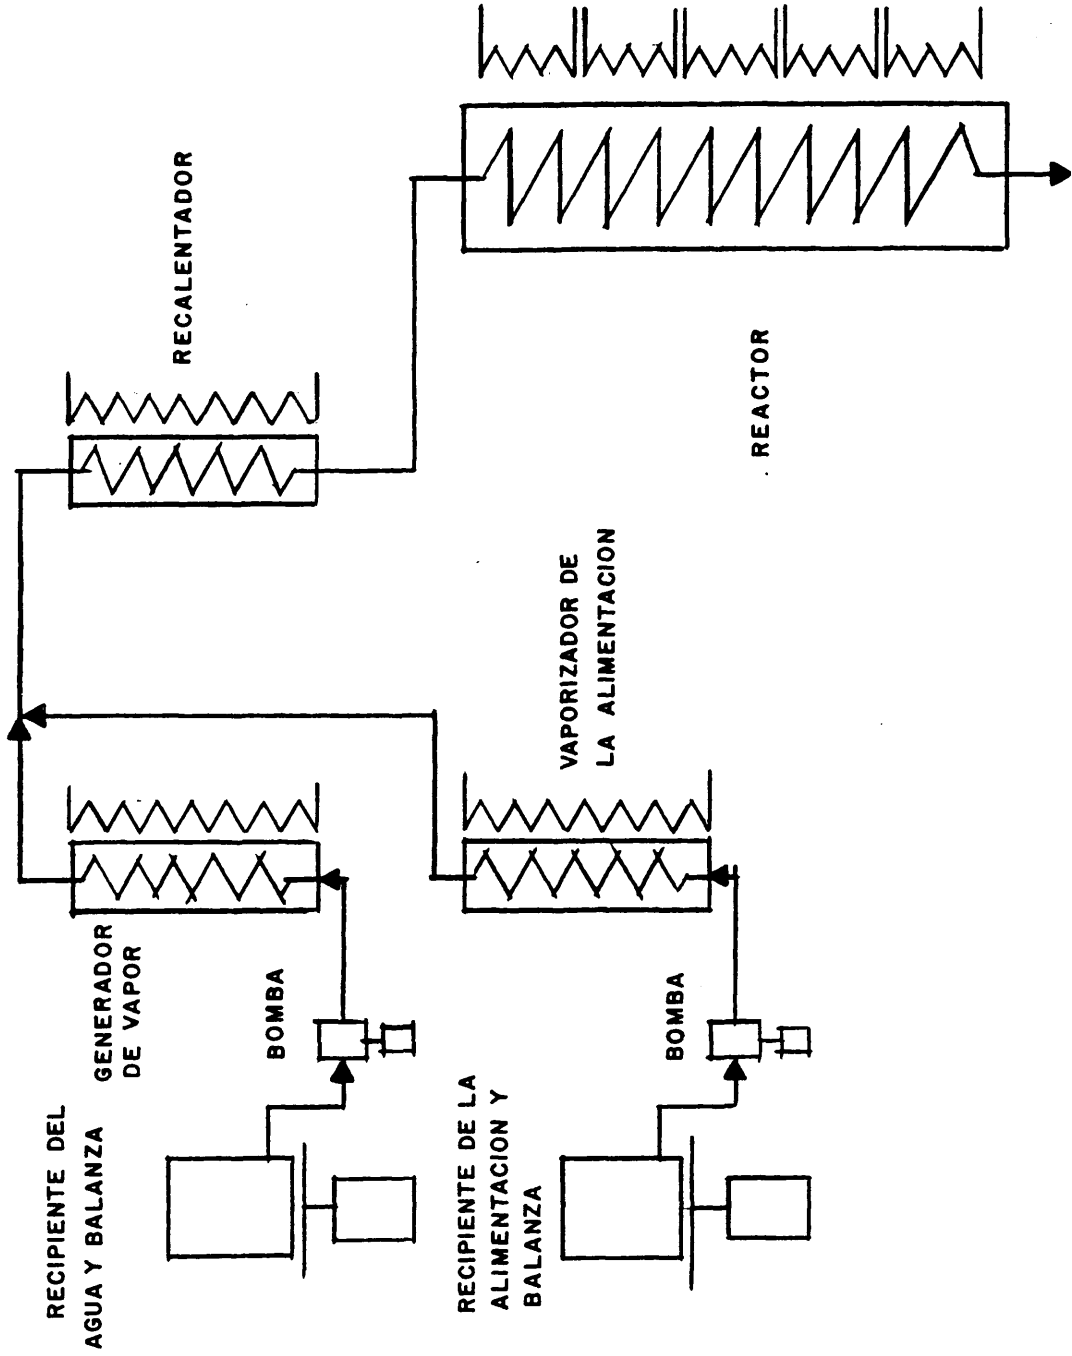 RECIPIENTE DEL
AGUA Y BALANZA
GENERADOR
DE VAPOR
BOMBA
RECALENTADOR
RECIPIENTE DE LA
ALIMENTACION Y
BALANZA
BOMBA
VAPORIZADOR DE
LA ALIMENTACION
REACTOR